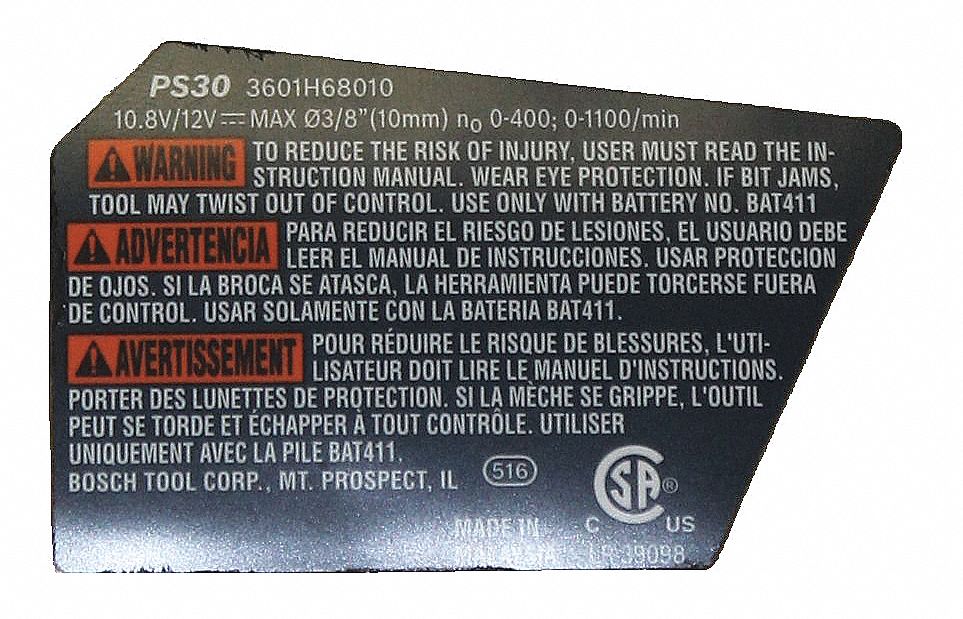 PS30 3601H68010
10.8V/12V⎓MAX Ø3/8"(10mm) n₀ 0-400; 0-1100/min
WARNING TO REDUCE THE RISK OF INJURY, USER MUST READ THE IN-
STRUCTION MANUAL. WEAR EYE PROTECTION. IF BIT JAMS,
TOOL MAY TWIST OUT OF CONTROL. USE ONLY WITH BATTERY NO. BAT411
ADVERTENCIA PARA REDUCIR EL RIESGO DE LESIONES, EL USUARIO DEBE
LEER EL MANUAL DE INSTRUCCIONES. USAR PROTECCION
DE OJOS. SI LA BROCA SE ATASCA, LA HERRAMIENTA PUEDE TORCERSE FUERA
DE CONTROL. USAR SOLAMENTE CON LA BATERIA BAT411.
AVERTISSEMENT POUR RÉDUIRE LE RISQUE DE BLESSURES, L'UTI-
LISATEUR DOIT LIRE LE MANUEL D'INSTRUCTIONS.
PORTER DES LUNETTES DE PROTECTION. SI LA MÈCHE SE GRIPPE, L'OUTIL
PEUT SE TORDE ET ÉCHAPPER À TOUT CONTRÔLE. UTILISER
UNIQUEMENT AVEC LA PILE BAT411.
BOSCH TOOL CORP., MT. PROSPECT, IL 516
SA®
C US
MADE IN
MALAYSIA LR 39098